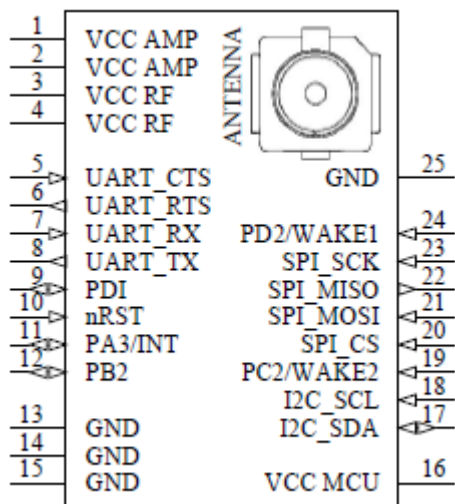 ANTENNA
1 VCC AMP
2 VCC AMP
3 VCC RF
4 VCC RF
5 UART_CTS GND 25
6 UART_RTS
7 UART_RX PD2/WAKE1 24
8 UART_TX SPI_SCK 23
9 PDI SPI_MISO 22
10 nRST SPI_MOSI 21
11 PA3/INT SPI_CS 20
12 PB2 PC2/WAKE2 19
I2C_SCL 18
13 GND I2C_SDA 17
14 GND
15 GND VCC MCU 16